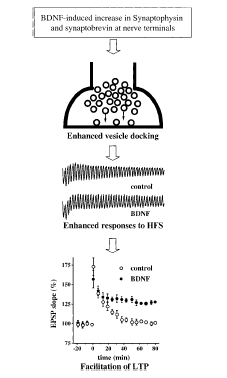 BDNF-induced increase in Synaptophysin
and synaptobrevin at nerve terminals
Enhanced vesicle docking
control
BDNF
Enhanced responses to HFS
175
150
125
100
75
EPSP slope (%)
control
BDNF
-20 0 20 40 60 80
time (min)
Facilitation of LTP